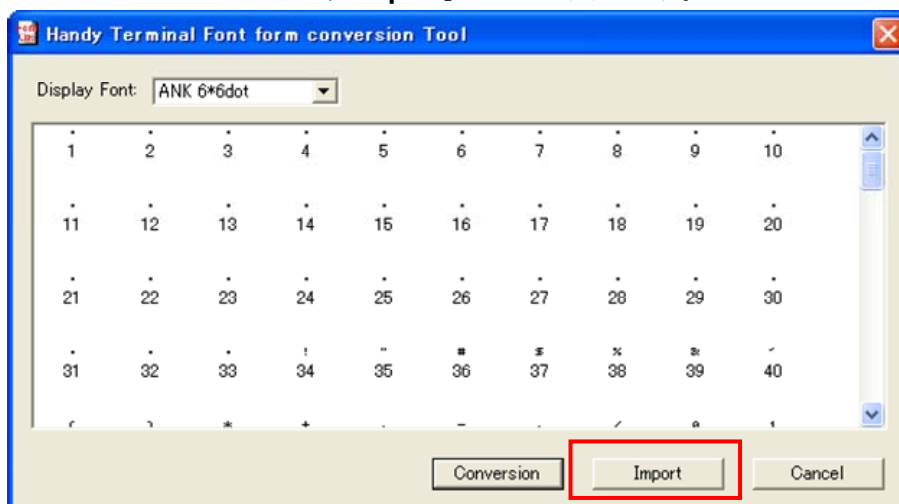 Handy Terminal Font form conversion Tool
Display Font: ANK 6*6dot
. . . . . . . . . .
1 2 3 4 5 6 7 8 9 10
. . . . . . . . . .
11 12 13 14 15 16 17 18 19 20
. . . . . . . . . .
21 22 23 24 25 26 27 28 29 30
. . . ! " # $ % &
31 32 33 34 35 36 37 38 39 40
* +
Conversion Import Cancel